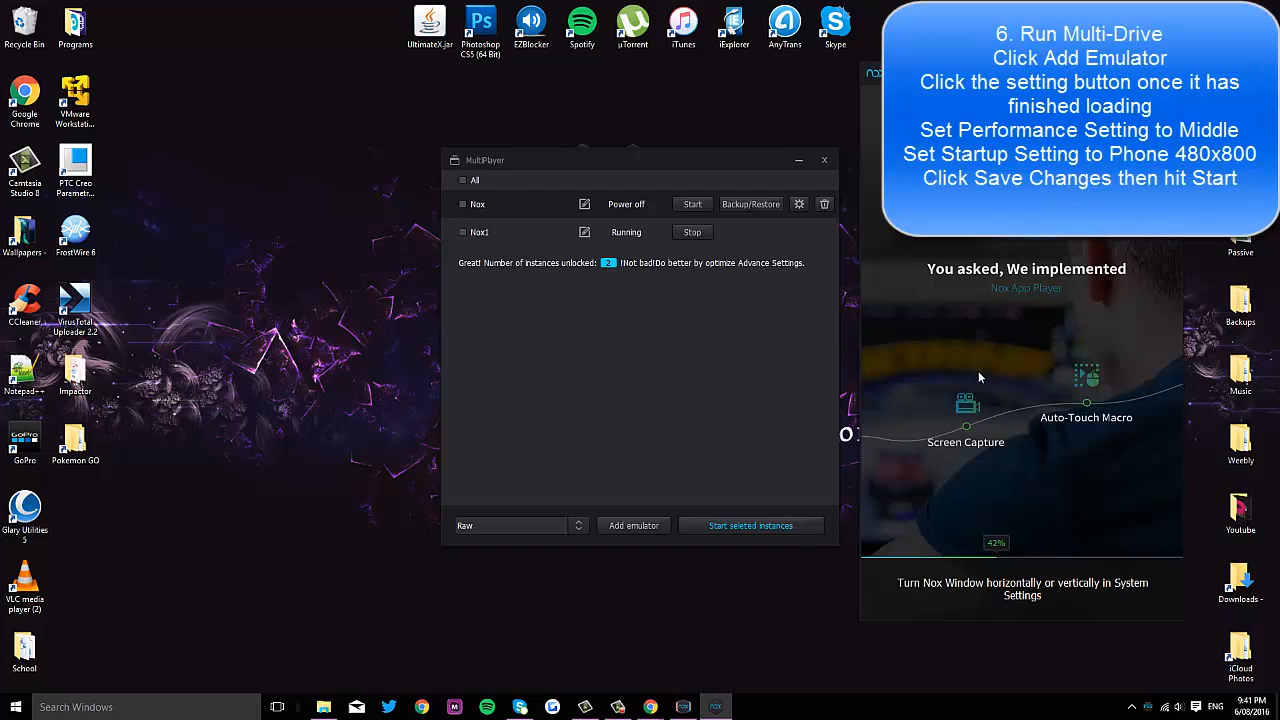 Recycle Bin
Programs
UltimateX.jar
Photoshop
CS5 (64 Bit)
EZBlocker
Spotify
µTorrent
iTunes
iExplorer
AnyTrans
Skype
6. Run Multi-Drive
Click Add Emulator
Click the setting button once it has
finished loading
Set Performance Setting to Middle
Set Startup Setting to Phone 480x800
Click Save Changes then hit Start
Google
Chrome
VMware
Workstati...
Camtasia
Studio 8
PTC Creo
Parametr...
Wallpapers -
FrostWire 6
CCleaner
VirusTotal
Uploader 2.2
Notepad++
Impactor
GoPro
Pokemon GO
Glary Utilities
5
VLC media
player (2)
School
MultiPlayer
All
Nox Power off Start Backup/Restore
Nox1 Running Stop
Great! Number of instances unlocked: 2 !Not bad!Do better by optimize Advance Settings.
Raw Add emulator Start seleted instances
nox
You asked, We implemented
Nox App Player
Auto-Touch Macro
Screen Capture
42%
Turn Nox Window horizontally or vertically in System
Settings
Passive
Backups
Music
Weebly
Youtube
Downloads -
iCloud
Photos
Search Windows
ENG
9:41 PM
6/08/2016